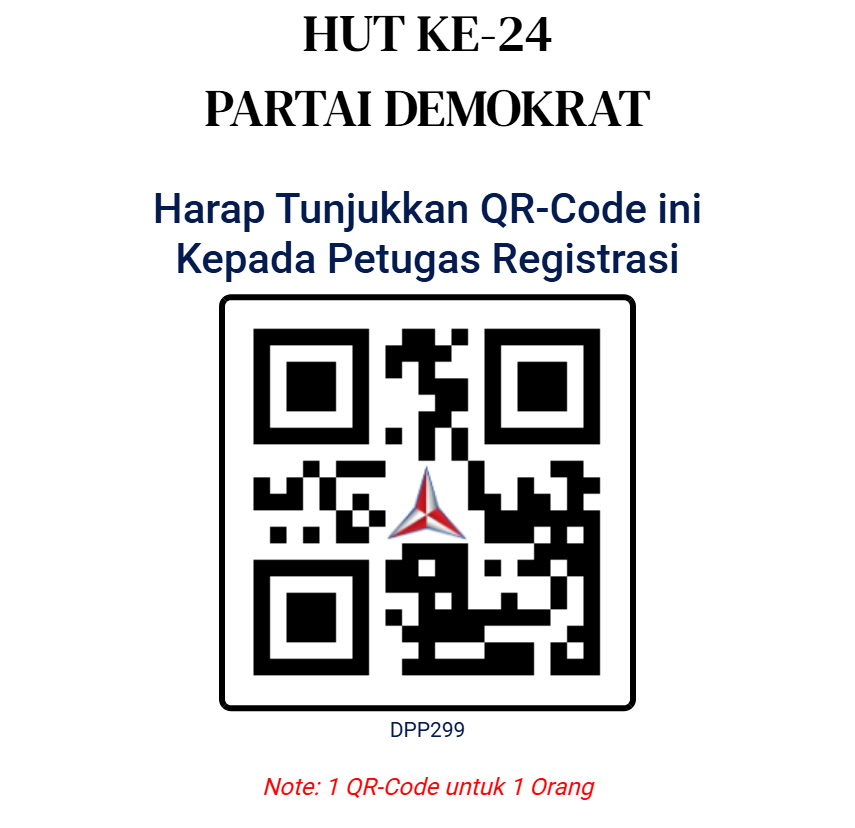 HUT KE-24
PARTAI DEMOKRAT
Harap Tunjukkan QR-Code ini
Kepada Petugas Registrasi
DPP299
Note: 1 QR-Code untuk 1 Orang